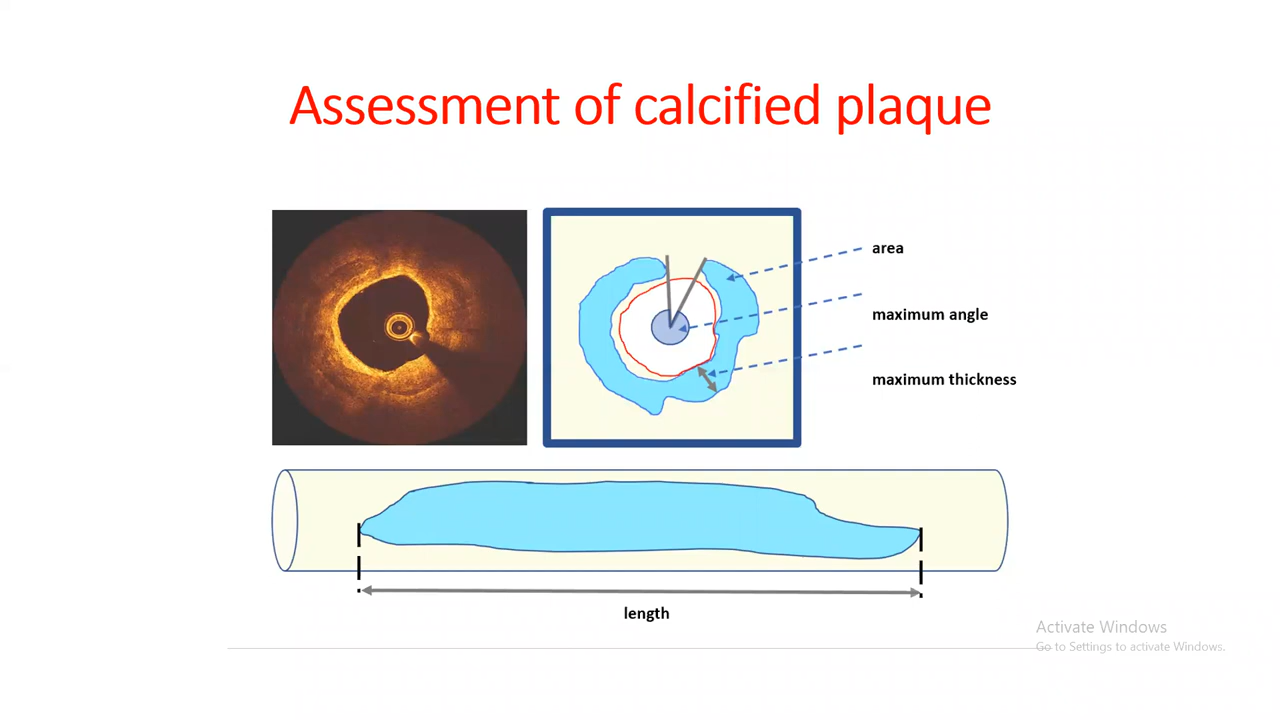 Assessment of calcified plaque
area
maximum angle
maximum thickness
length
Activate Windows
Go to Settings to activate Windows.